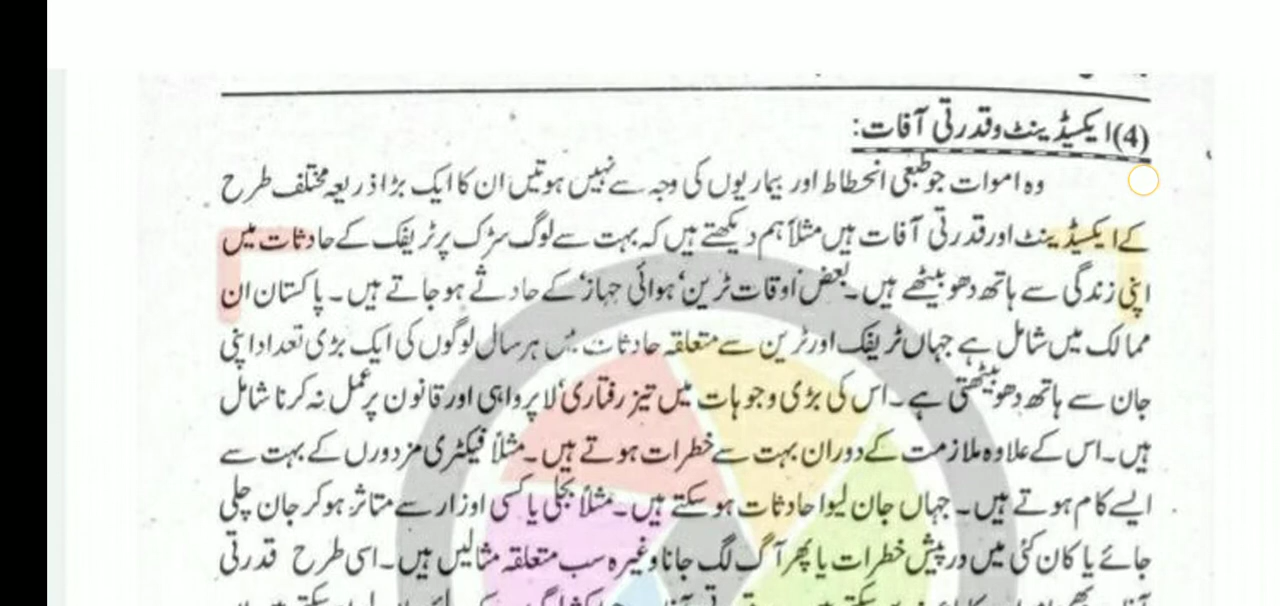 (4) ایکسیڈینٹ و قدرتی آفات:
وہ اموات جو طبعی انحطاط اور بیماریوں کی وجہ سے نہیں ہوتیں ان کا ایک بڑا ذریعہ مختلف طرح
کے ایکسیڈینٹ اور قدرتی آفات ہیں مثلاً ہم دیکھتے ہیں کہ بہت سے لوگ سڑک پر ٹریفک کے حادثات میں
اپنی زندگی سے ہاتھ دھو بیٹھے ہیں۔ بعض اوقات ٹرین‘ ہوائی جہاز‘ کے حادثے ہو جاتے ہیں۔ پاکستان ان
ممالک میں شامل ہے جہاں ٹریفک اور ٹرین سے متعلقہ حادثات میں ہر سال لوگوں کی ایک بڑی تعداد اپنی
جان سے ہاتھ دھو بیٹھتی ہے۔ اس کی بڑی وجوہات میں تیز رفتاری‘ لاپرواہی اور قانون پر عمل نہ کرنا شامل
ہیں۔ اس کے علاوہ ملازمت کے دوران بہت سے خطرات ہوتے ہیں۔ مثلاً فیکٹری مزدوروں کے بہت سے
ایسے کام ہوتے ہیں۔ جہاں جان لیوا حادثات ہو سکتے ہیں۔ مثلاً بجلی یا کسی اوزار سے متاثر ہو کر جان چلی
جائے یا کان کنی میں درپیش خطرات یا پھر آگ لگ جانا وغیرہ سب متعلقہ مثالیں ہیں۔ اسی طرح قدرتی